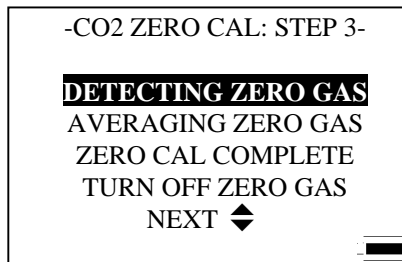 -CO2 ZERO CAL: STEP 3-
DETECTING ZERO GAS
AVERAGING ZERO GAS
ZERO CAL COMPLETE
TURN OFF ZERO GAS
NEXT